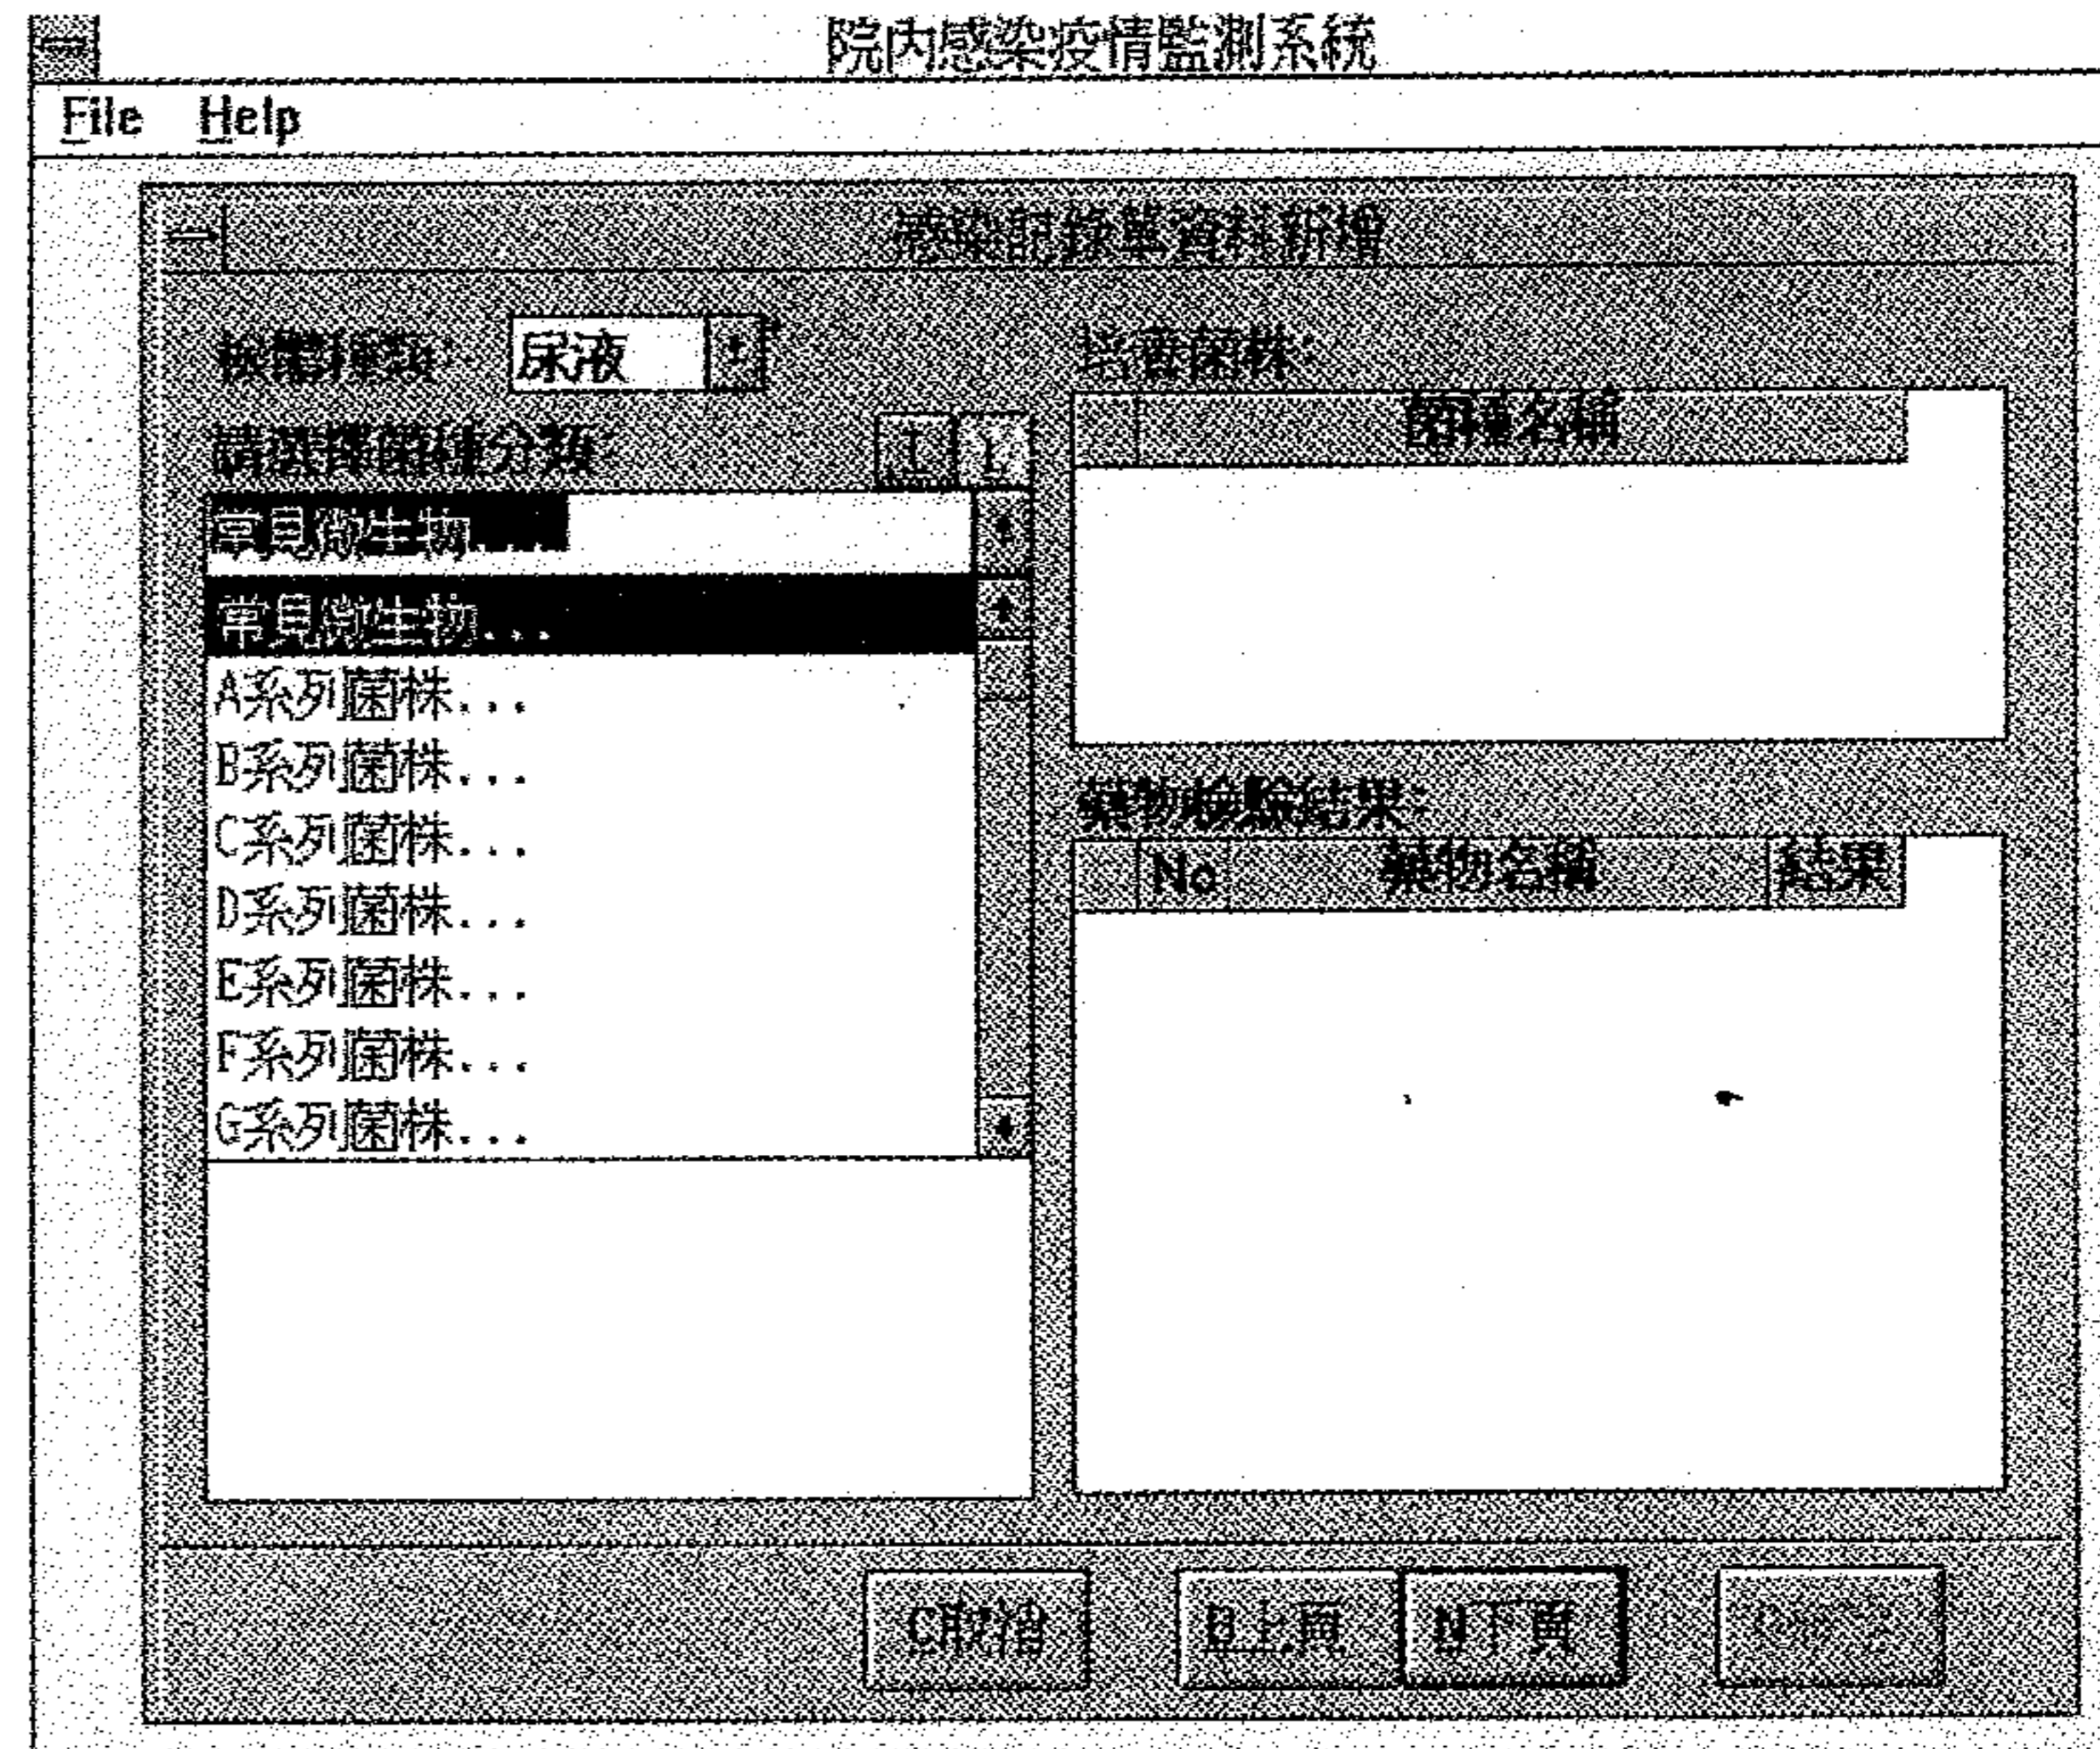 院內感染疫情監測系統
File Help
感染記錄單資料新增
檢體種類: 尿液
請選擇菌種分類:
常見微生物...
常見微生物...
A系列菌株...
B系列菌株...
C系列菌株...
D系列菌株...
E系列菌株...
F系列菌株...
G系列菌株...
培養菌株:
菌種名稱
藥物檢驗結果:
No 藥物名稱 結果
C取消 B上頁 N下頁